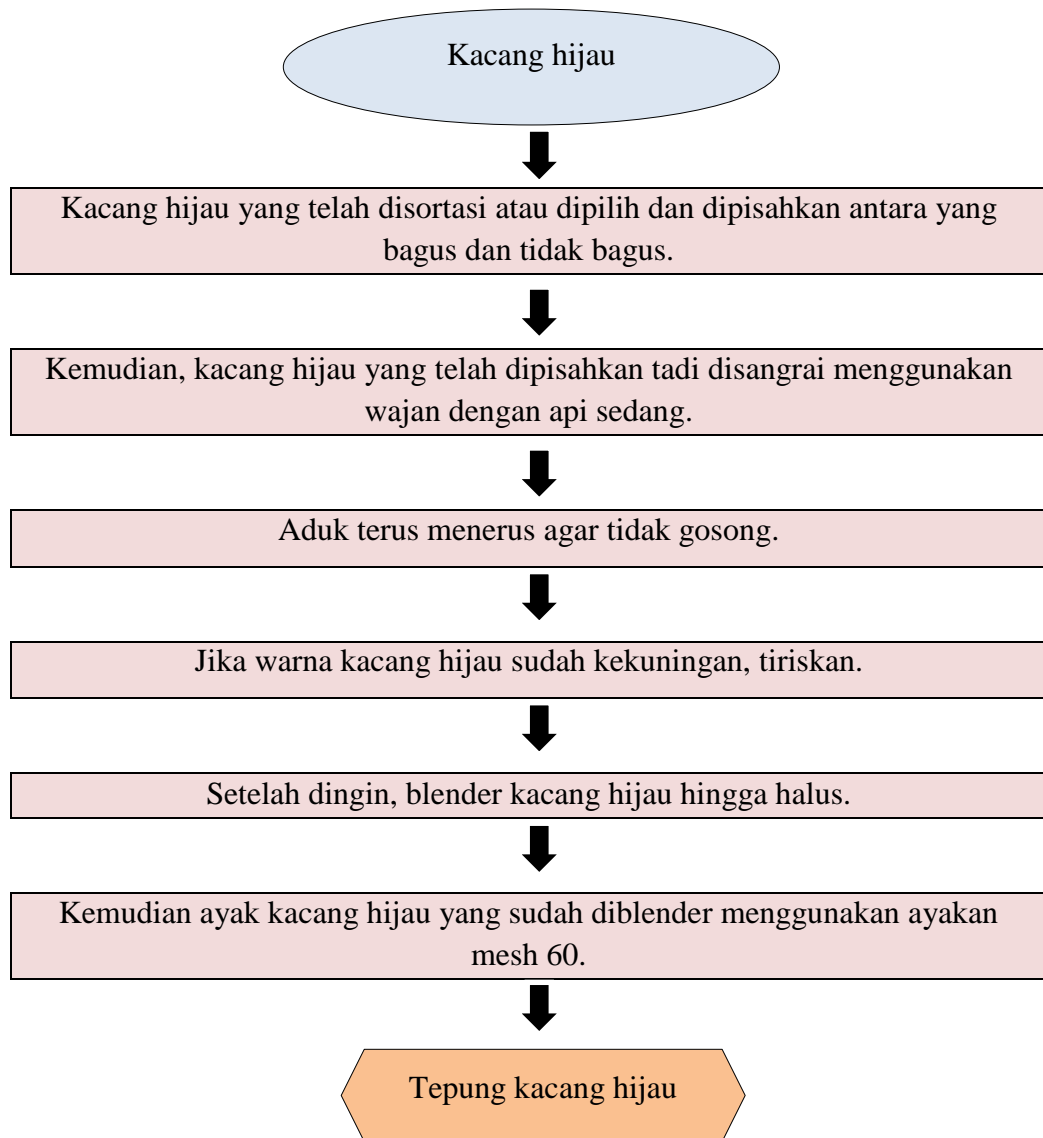 Kacang hijau
Kacang hijau yang telah disortasi atau dipilih dan dipisahkan antara yang
bagus dan tidak bagus.
Kemudian, kacang hijau yang telah dipisahkan tadi disangrai menggunakan
wajan dengan api sedang.
Aduk terus menerus agar tidak gosong.
Jika warna kacang hijau sudah kekuningan, tiriskan.
Setelah dingin, blender kacang hijau hingga halus.
Kemudian ayak kacang hijau yang sudah diblender menggunakan ayakan
mesh 60.
Tepung kacang hijau